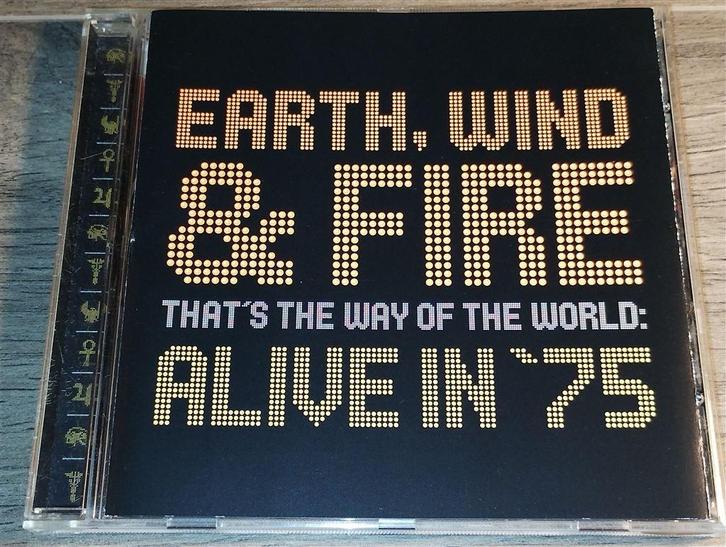 EARTH, WIND
& FIRE
THAT'S THE WAY OF THE WORLD:
ALIVE IN '75